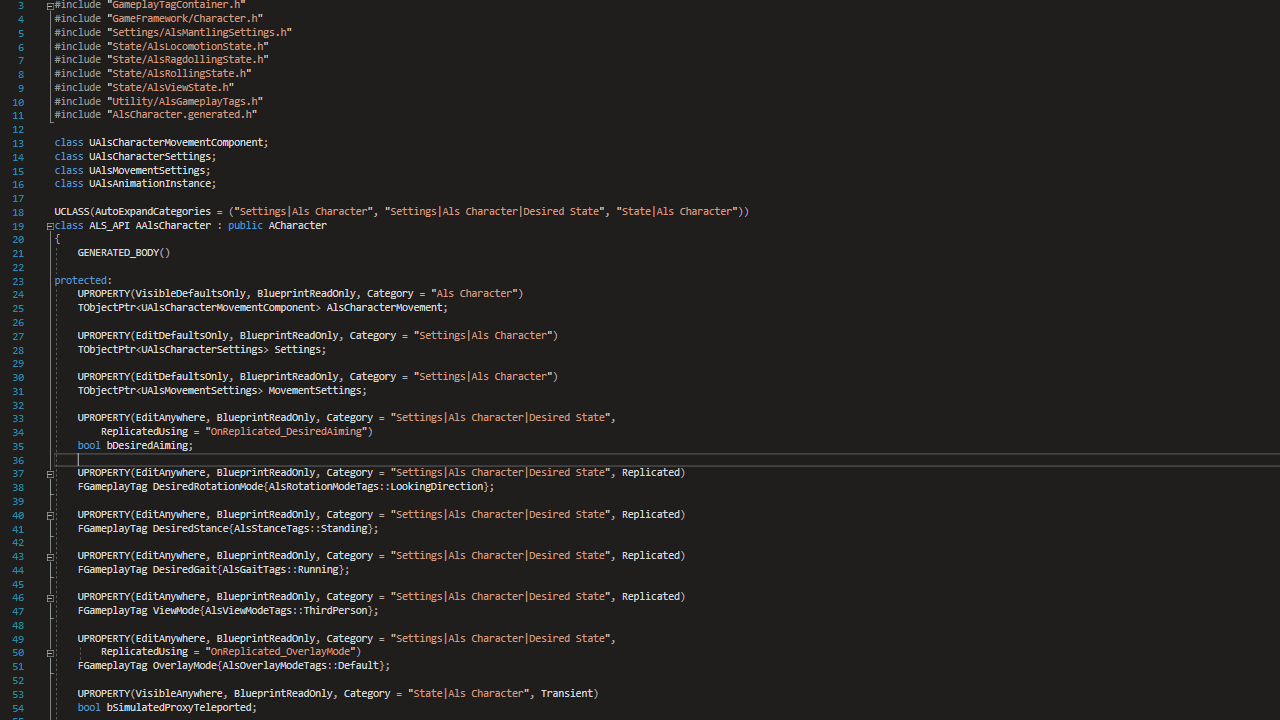 3 #include "GameplayTagContainer.h"
4 #include "GameFramework/Character.h"
5 #include "Settings/AlsMantlingSettings.h"
6 #include "State/AlsLocomotionState.h"
7 #include "State/AlsRagdollingState.h"
8 #include "State/AlsRollingState.h"
9 #include "State/AlsViewState.h"
10 #include "Utility/AlsGameplayTags.h"
11 #include "AlsCharacter.generated.h"
12
13 class UAlsCharacterMovementComponent;
14 class UAlsCharacterSettings;
15 class UAlsMovementSettings;
16 class UAlsAnimationInstance;
17
18 UCLASS(AutoExpandCategories = ("Settings|Als Character", "Settings|Als Character|Desired State", "State|Als Character"))
19 class ALS_API AAlsCharacter : public ACharacter
20 {
21 GENERATED_BODY()
22
23 protected:
24 UPROPERTY(VisibleDefaultsOnly, BlueprintReadOnly, Category = "Als Character")
25 TObjectPtr<UAlsCharacterMovementComponent> AlsCharacterMovement;
26
27 UPROPERTY(EditDefaultsOnly, BlueprintReadOnly, Category = "Settings|Als Character")
28 TObjectPtr<UAlsCharacterSettings> Settings;
29
30 UPROPERTY(EditDefaultsOnly, BlueprintReadOnly, Category = "Settings|Als Character")
31 TObjectPtr<UAlsMovementSettings> MovementSettings;
32
33 UPROPERTY(EditAnywhere, BlueprintReadOnly, Category = "Settings|Als Character|Desired State",
34 ReplicatedUsing = "OnReplicated_DesiredAiming")
35 bool bDesiredAiming;
36
37 UPROPERTY(EditAnywhere, BlueprintReadOnly, Category = "Settings|Als Character|Desired State", Replicated)
38 FGameplayTag DesiredRotationMode{AlsRotationModeTags::LookingDirection};
39
40 UPROPERTY(EditAnywhere, BlueprintReadOnly, Category = "Settings|Als Character|Desired State", Replicated)
41 FGameplayTag DesiredStance{AlsStanceTags::Standing};
42
43 UPROPERTY(EditAnywhere, BlueprintReadOnly, Category = "Settings|Als Character|Desired State", Replicated)
44 FGameplayTag DesiredGait{AlsGaitTags::Running};
45
46 UPROPERTY(EditAnywhere, BlueprintReadOnly, Category = "Settings|Als Character|Desired State", Replicated)
47 FGameplayTag ViewMode{AlsViewModeTags::ThirdPerson};
48
49 UPROPERTY(EditAnywhere, BlueprintReadOnly, Category = "Settings|Als Character|Desired State",
50 ReplicatedUsing = "OnReplicated_OverlayMode")
51 FGameplayTag OverlayMode{AlsOverlayModeTags::Default};
52
53 UPROPERTY(VisibleAnywhere, BlueprintReadOnly, Category = "State|Als Character", Transient)
54 bool bSimulatedProxyTeleported;